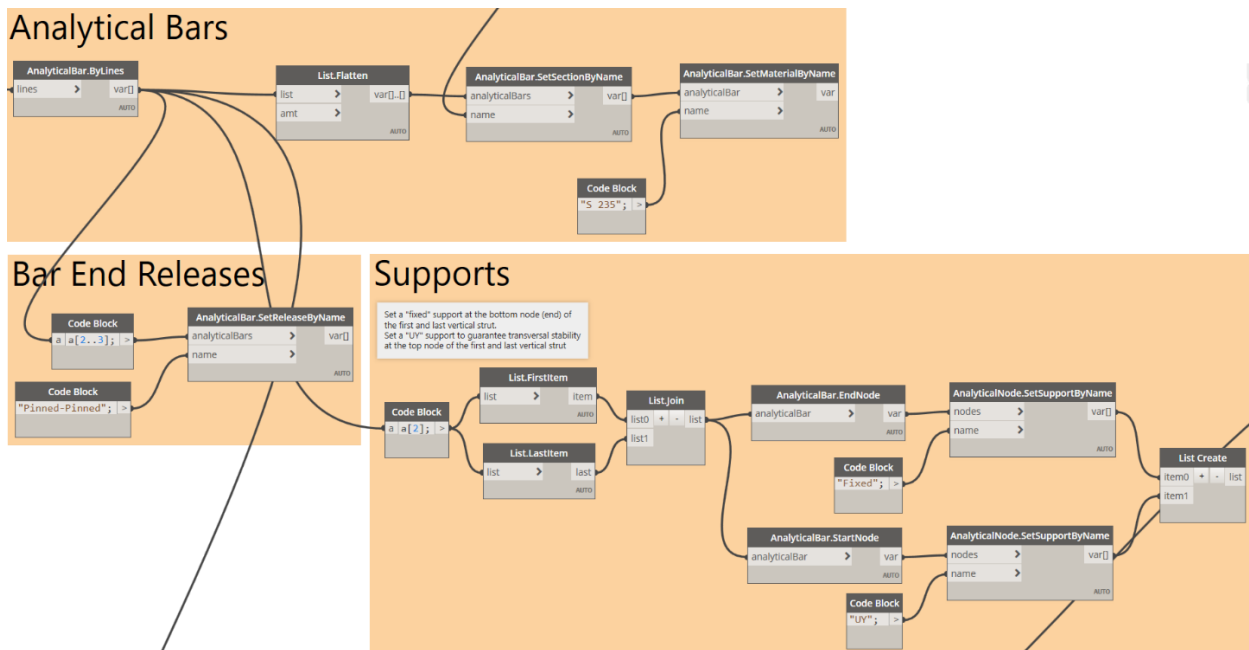 Analytical Bars
AnalyticalBar.ByLines
lines >
var[]
AUTO
List.Flatten
list > var[]..[]
amt >
AUTO
AnalyticalBar.SetSectionByName
analyticalBars > var[]
name >
AUTO
AnalyticalBar.SetMaterialByName
analyticalBar > var
name >
AUTO
Code Block
"S 235"; >
Bar End Releases
Code Block
a a[2..3]; >
AnalyticalBar.SetReleaseByName
analyticalBars > var[]
name >
AUTO
Code Block
"Pinned-Pinned"; >
Supports
Set a "fixed" support at the bottom node (end) of
the first and last vertical strut.
Set a "UY" support to guarantee transversal stability
at the top node of the first and last vertical strut
Code Block
a a[2]; >
List.FirstItem
list > item
AUTO
List.LastItem
list > last
AUTO
List.Join
list0 + - list
list1
AUTO
AnalyticalBar.EndNode
analyticalBar > var
AUTO
AnalyticalNode.SetSupportByName
nodes > var[]
name >
AUTO
Code Block
"Fixed"; >
AnalyticalBar.StartNode
analyticalBar > var
AUTO
AnalyticalNode.SetSupportByName
nodes > var[]
name >
AUTO
Code Block
"UY"; >
List Create
item0 + - list
item1
AUTO